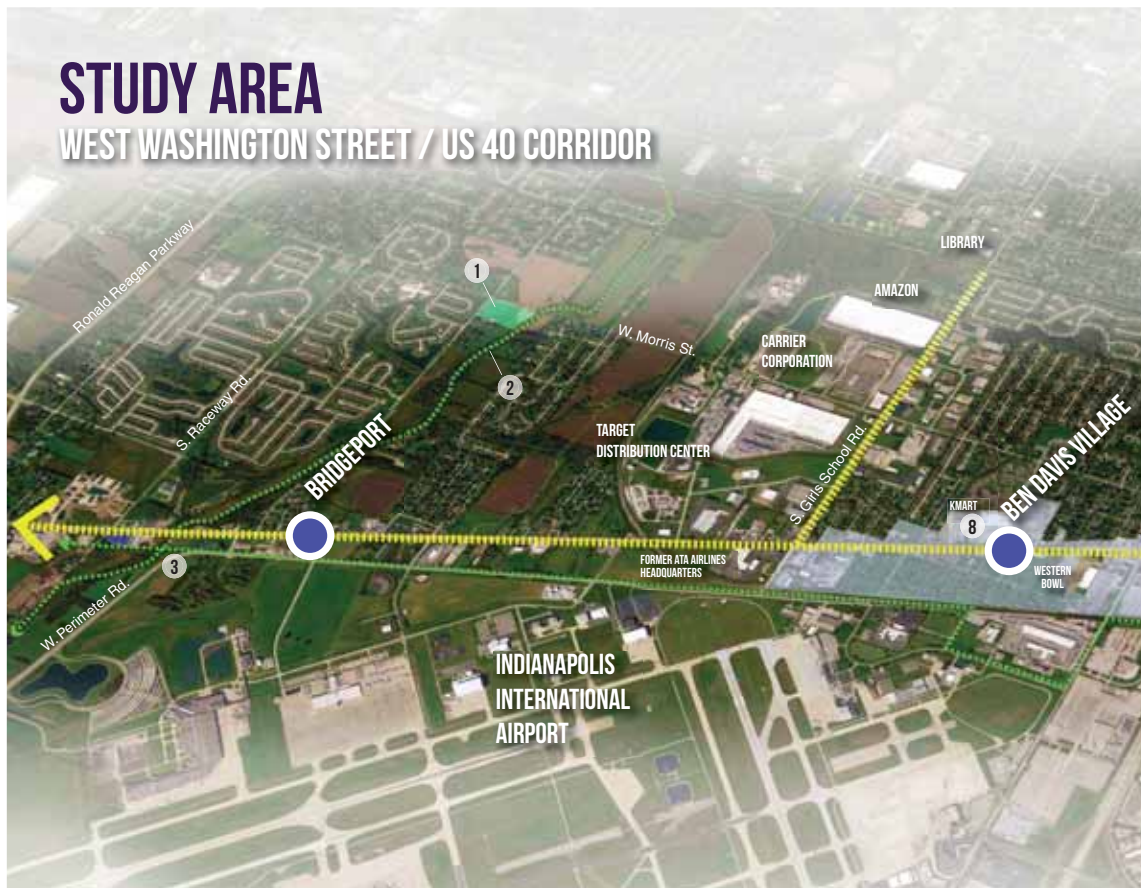 STUDY AREA
WEST WASHINGTON STREET / US 40 CORRIDOR
Ronald Reagan Parkway
LIBRARY
1
AMAZON
W. Morris St.
CARRIER
CORPORATION
2
S. Raceway Rd.
BRIDGEPORT
TARGET
DISTRIBUTION CENTER
S. Girls School Rd.
BEN DAVIS VILLAGE
KMART
8
3
FORMER ATA AIRLINES
HEADQUARTERS
WESTERN
BOWL
W. Perimeter Rd.
INDIANAPOLIS
INTERNATIONAL
AIRPORT